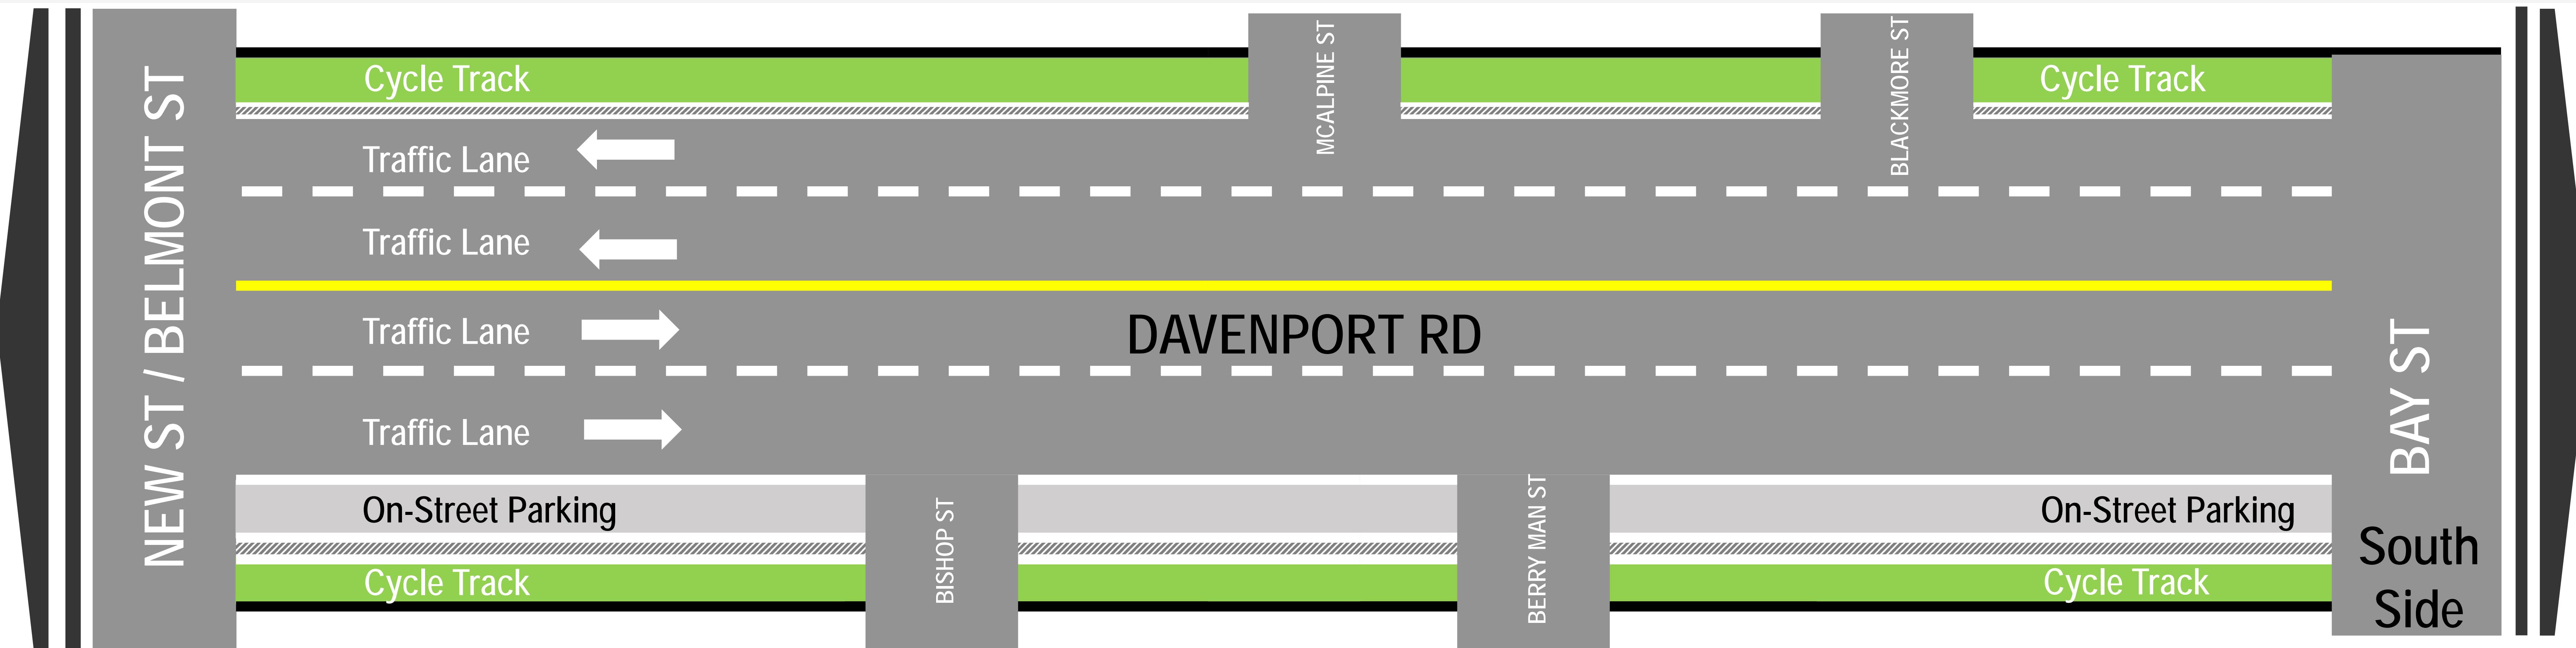 NEW ST / BELMONT ST
Cycle Track
MCALPINE ST
BLACKMORE ST
Cycle Track
Traffic Lane
Traffic Lane
Traffic Lane
DAVENPORT RD
Traffic Lane
BAY ST
On-Street Parking
BISHOP ST
BERRY MAN ST
On-Street Parking
South
Side
Cycle Track
Cycle Track